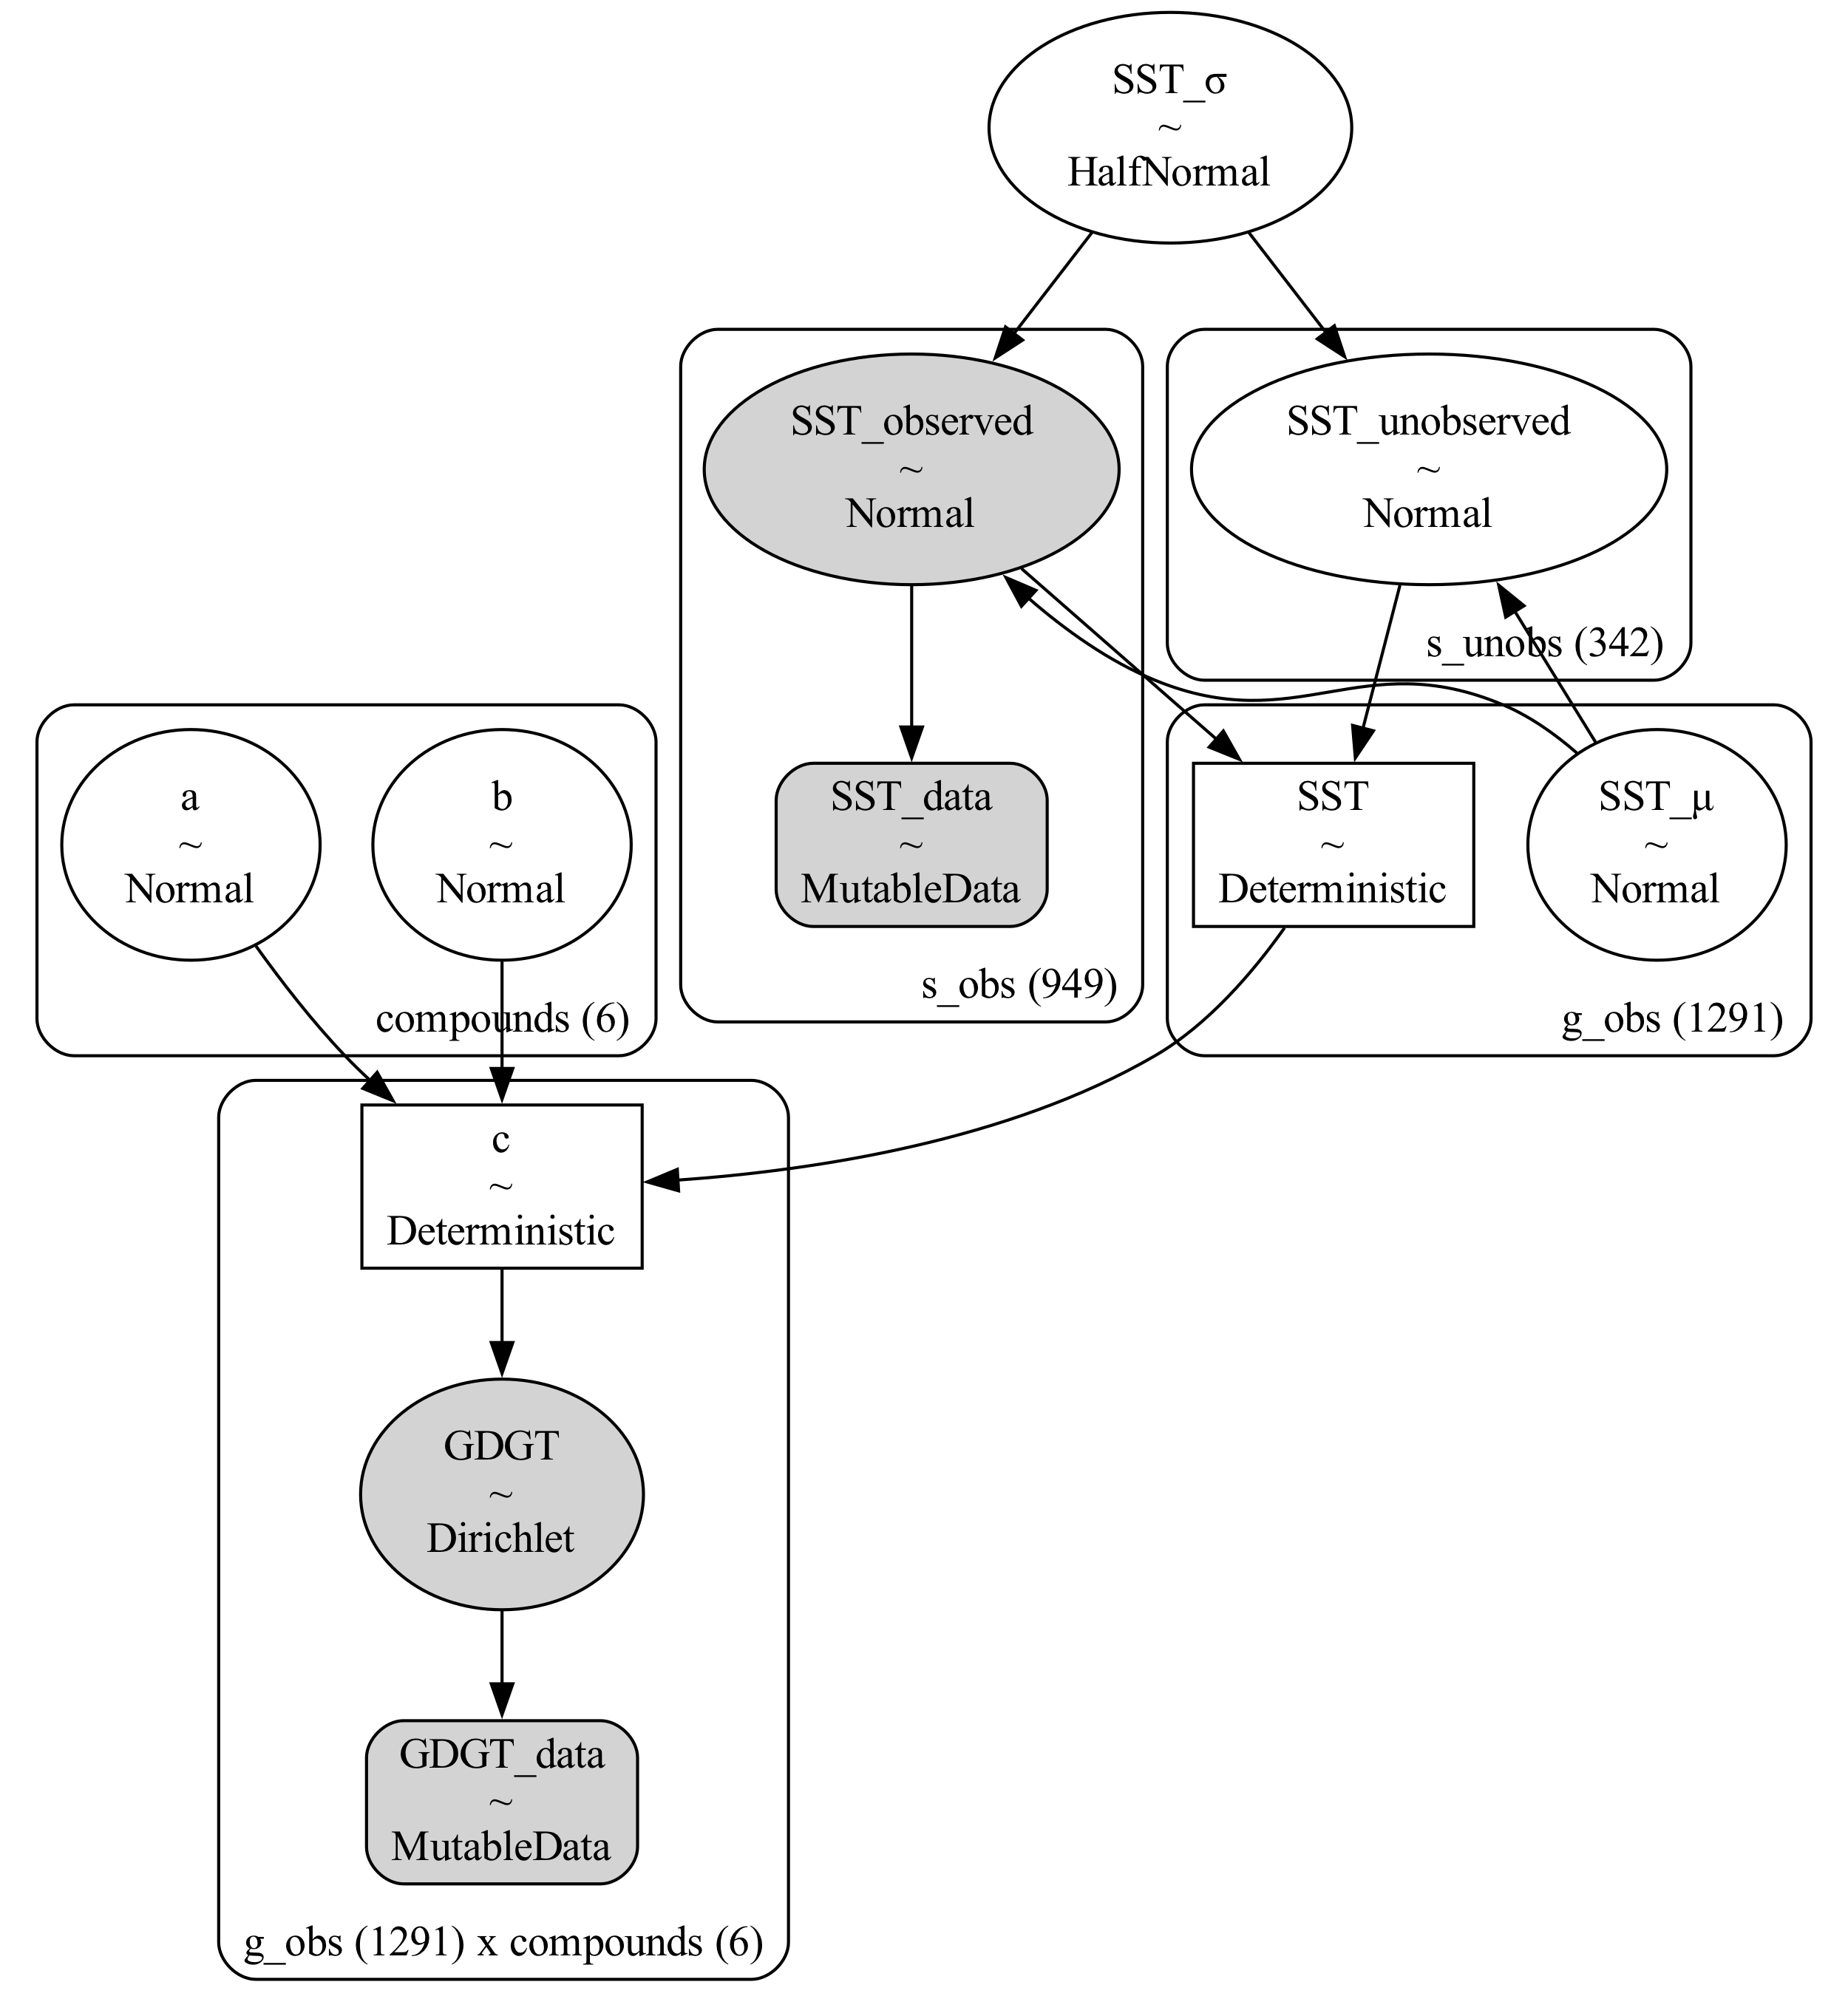 SST_σ
~
HalfNormal
SST_observed
~
Normal
SST_unobserved
~
Normal
s_unobs (342)
a
~
Normal
b
~
Normal
compounds (6)
SST_data
~
MutableData
s_obs (949)
SST
~
Deterministic
SST_μ
~
Normal
g_obs (1291)
c
~
Deterministic
GDGT
~
Dirichlet
GDGT_data
~
MutableData
g_obs (1291) x compounds (6)